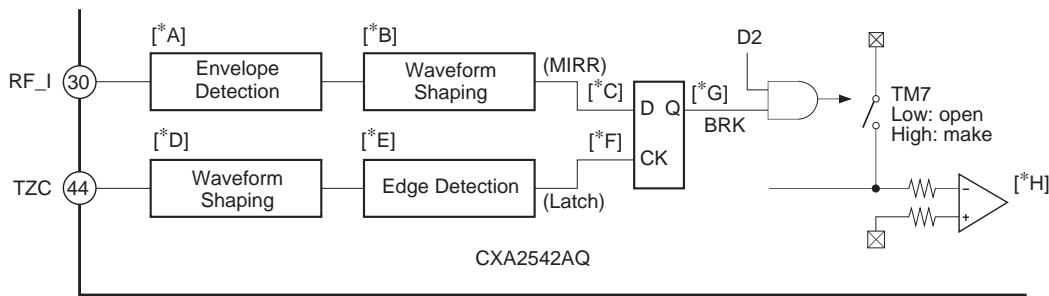 [*A]
[*B]
D2
RF_I
30
Envelope
Detection
Waveform
Shaping
(MIRR)
[*C]
D
Q
[*G]
BRK
TM7
Low: open
High: make
[*D]
[*E]
[*F]
CK
TZC
44
Waveform
Shaping
Edge Detection
(Latch)
[*H]
–
+
CXA2542AQ